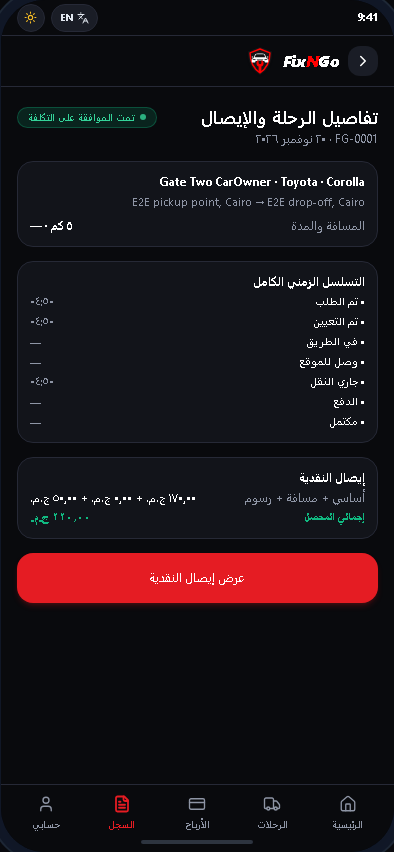 9:41
EN
FixNGo
تفاصيل الرحلة والإيصال
تمت الموافقة على التكلفة
FG-0001 · ٢٠ نوفمبر ٢٠٢٦
Gate Two CarOwner · Toyota · Corolla
E2E pickup point, Cairo → E2E drop-off, Cairo
المسافة والمدة
٥ كم · —
التسلسل الزمني الكامل
• تم الطلب ٠٤:٥٠
• تم التعيين ٠٤:٥٠
• في الطريق —
• وصل للموقع —
• جاري النقل ٠٤:٥٠
• الدفع —
• مكتمل —
إيصال النقدية
أساسي + مسافة + رسوم
١٧٠٫٠٠ ج.م. + ٠٫٠٠ ج.م. + ٥٠٫٠٠ ج.م.
إجمالي المحصل
٢٢٠٫٠٠ ج.م.
عرض إيصال النقدية
الرئيسية
الرحلات
الأرباح
السجل
حسابي